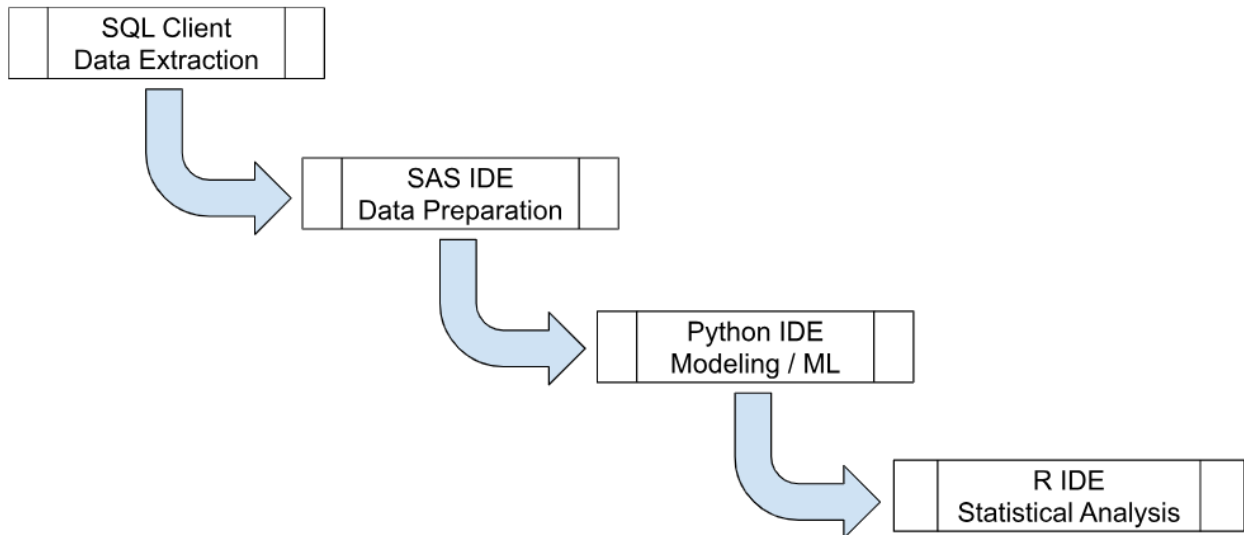 SQL Client
Data Extraction
SAS IDE
Data Preparation
Python IDE
Modeling / ML
R IDE
Statistical Analysis